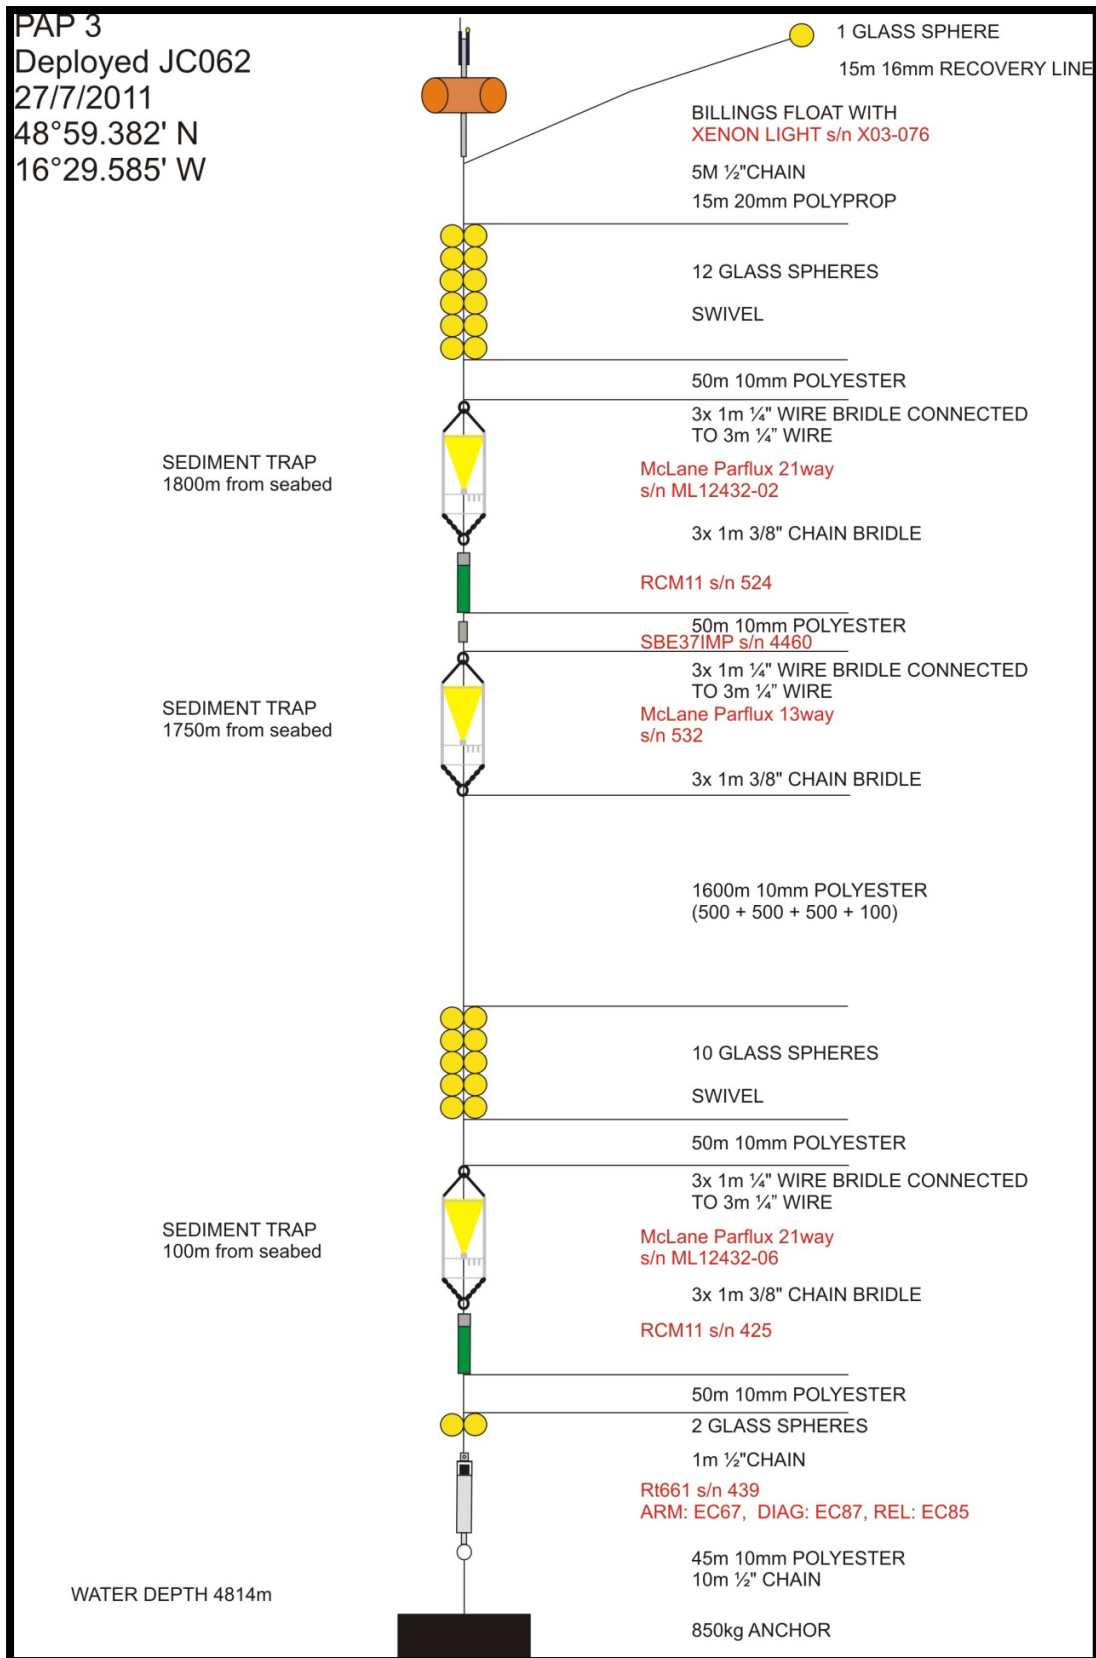 PAP 3
Deployed JC062
27/7/2011
48°59.382' N
16°29.585' W
1 GLASS SPHERE
15m 16mm RECOVERY LINE
BILLINGS FLOAT WITH
XENON LIGHT s/n X03-076
5M ½"CHAIN
15m 20mm POLYPROP
12 GLASS SPHERES
SWIVEL
50m 10mm POLYESTER
3x 1m ¼" WIRE BRIDLE CONNECTED
TO 3m ¼" WIRE
SEDIMENT TRAP
1800m from seabed
McLane Parflux 21way
s/n ML12432-02
3x 1m 3/8" CHAIN BRIDLE
RCM11 s/n 524
50m 10mm POLYESTER
SBE37IMP s/n 4460
3x 1m ¼" WIRE BRIDLE CONNECTED
TO 3m ¼" WIRE
SEDIMENT TRAP
1750m from seabed
McLane Parflux 13way
s/n 532
3x 1m 3/8" CHAIN BRIDLE
1600m 10mm POLYESTER
(500 + 500 + 500 + 100)
10 GLASS SPHERES
SWIVEL
50m 10mm POLYESTER
3x 1m ¼" WIRE BRIDLE CONNECTED
TO 3m ¼" WIRE
SEDIMENT TRAP
100m from seabed
McLane Parflux 21way
s/n ML12432-06
3x 1m 3/8" CHAIN BRIDLE
RCM11 s/n 425
50m 10mm POLYESTER
2 GLASS SPHERES
1m ½"CHAIN
Rt661 s/n 439
ARM: EC67, DIAG: EC87, REL: EC85
45m 10mm POLYESTER
10m ½" CHAIN
WATER DEPTH 4814m
850kg ANCHOR